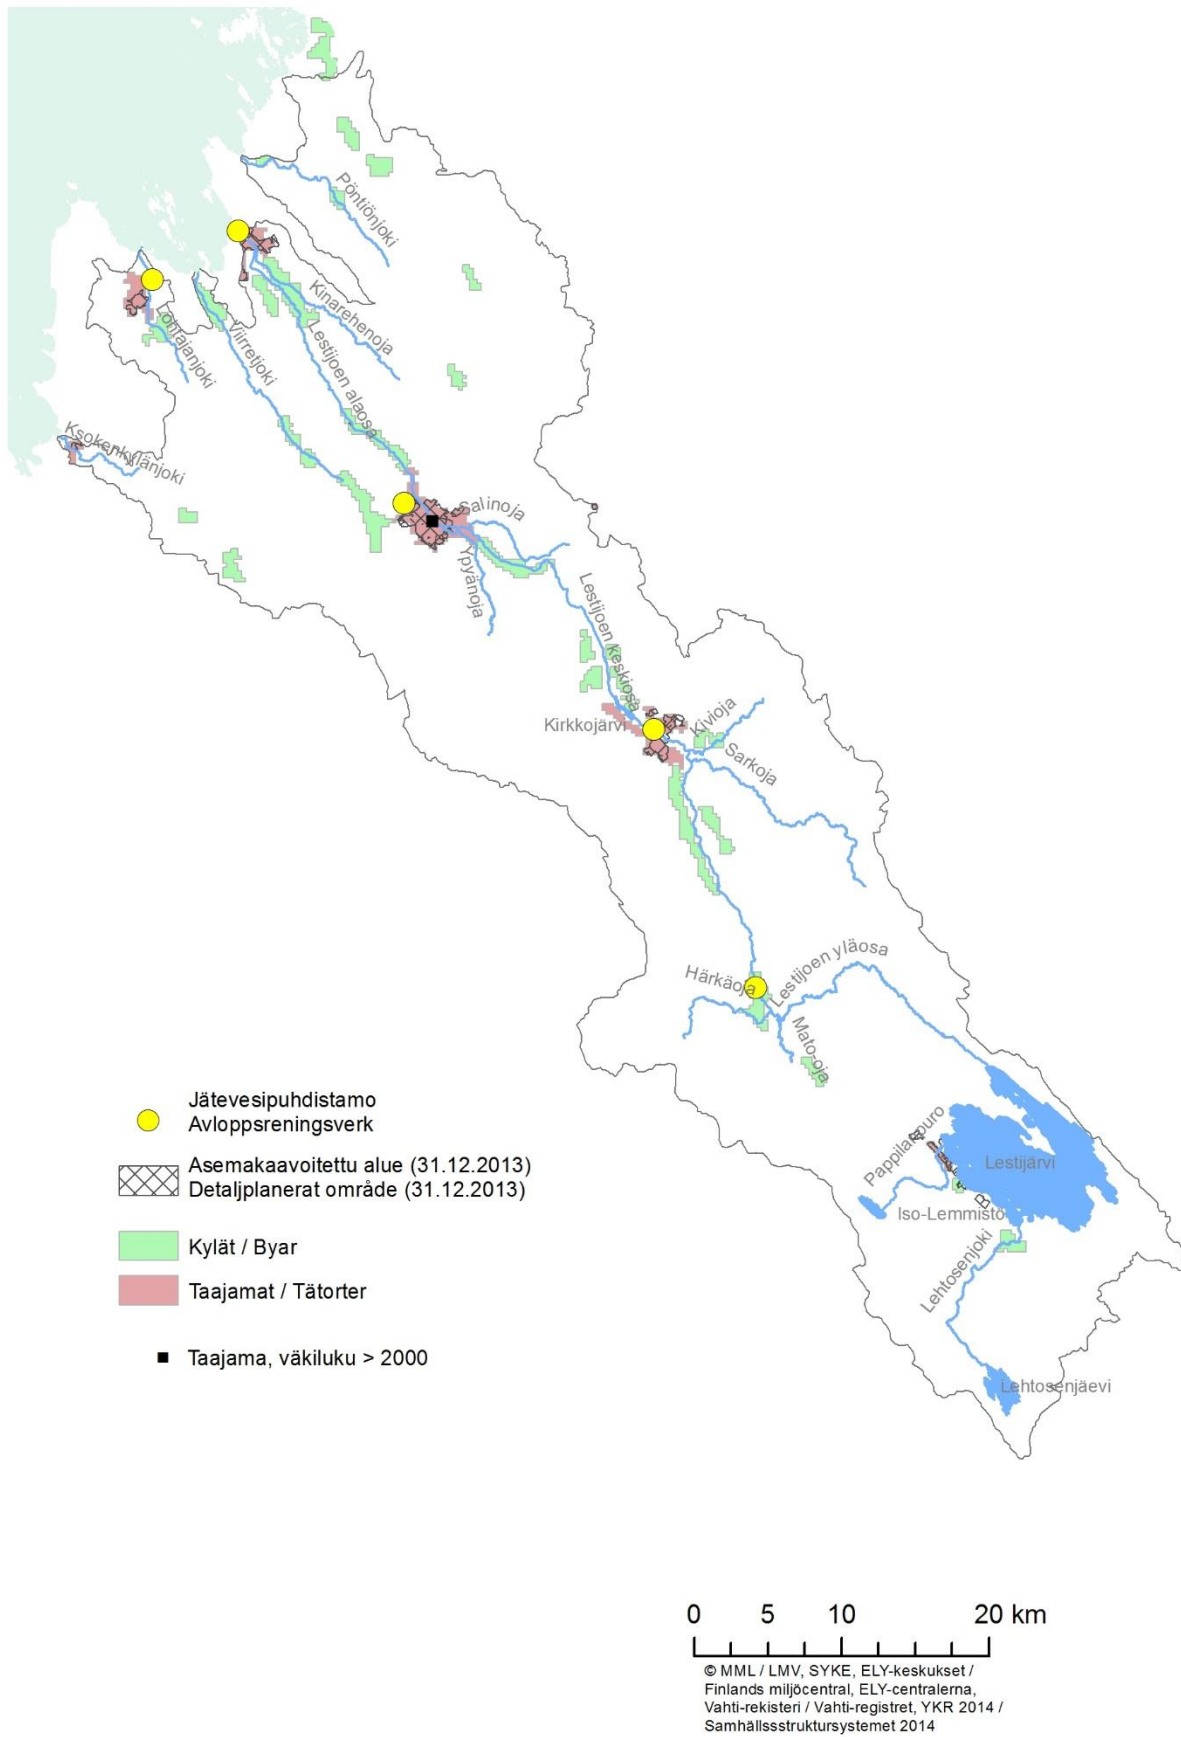 Pöntiönjoki
Kinarehenoja
Lohtajanjoki
Viirretjoki
Lestijoen alaosa
Ksokenkylänjoki
Salinoja
Ypyänoja
Lestijoen keskiosa
Kirkkojärvi
Kivioja
Sarkoja
Härkäoja
Lestijoen yläosa
Mato-oja
Pappilanpuro
Lestijärvi
Iso-Lemmistö
Lehtosenjoki
Lehtosenjäevi
Jätevesipuhdistamo
Avloppsreningsverk
Asemakaavoitettu alue (31.12.2013)
Detaljplanerat område (31.12.2013)
Kylät / Byar
Taajamat / Tätorter
Taajama, väkiluku > 2000
0 5 10 20 km
© MML / LMV, SYKE, ELY-keskukset /
Finlands miljöcentral, ELY-centralerna,
Vahti-rekisteri / Vahti-registret, YKR 2014 /
Samhällssstruktursystemet 2014